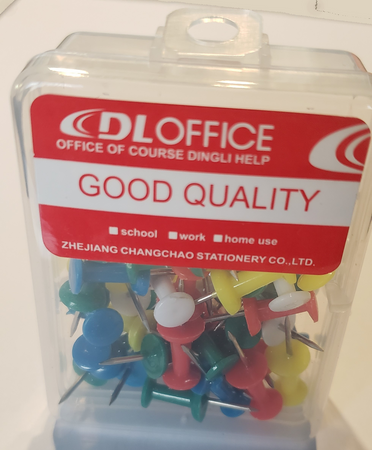 DLOFFICE
OFFICE OF COURSE DINGLI HELP
GOOD QUALITY
school work home use
ZHEJIANG CHANGCHAO STATIONERY CO.,LTD.